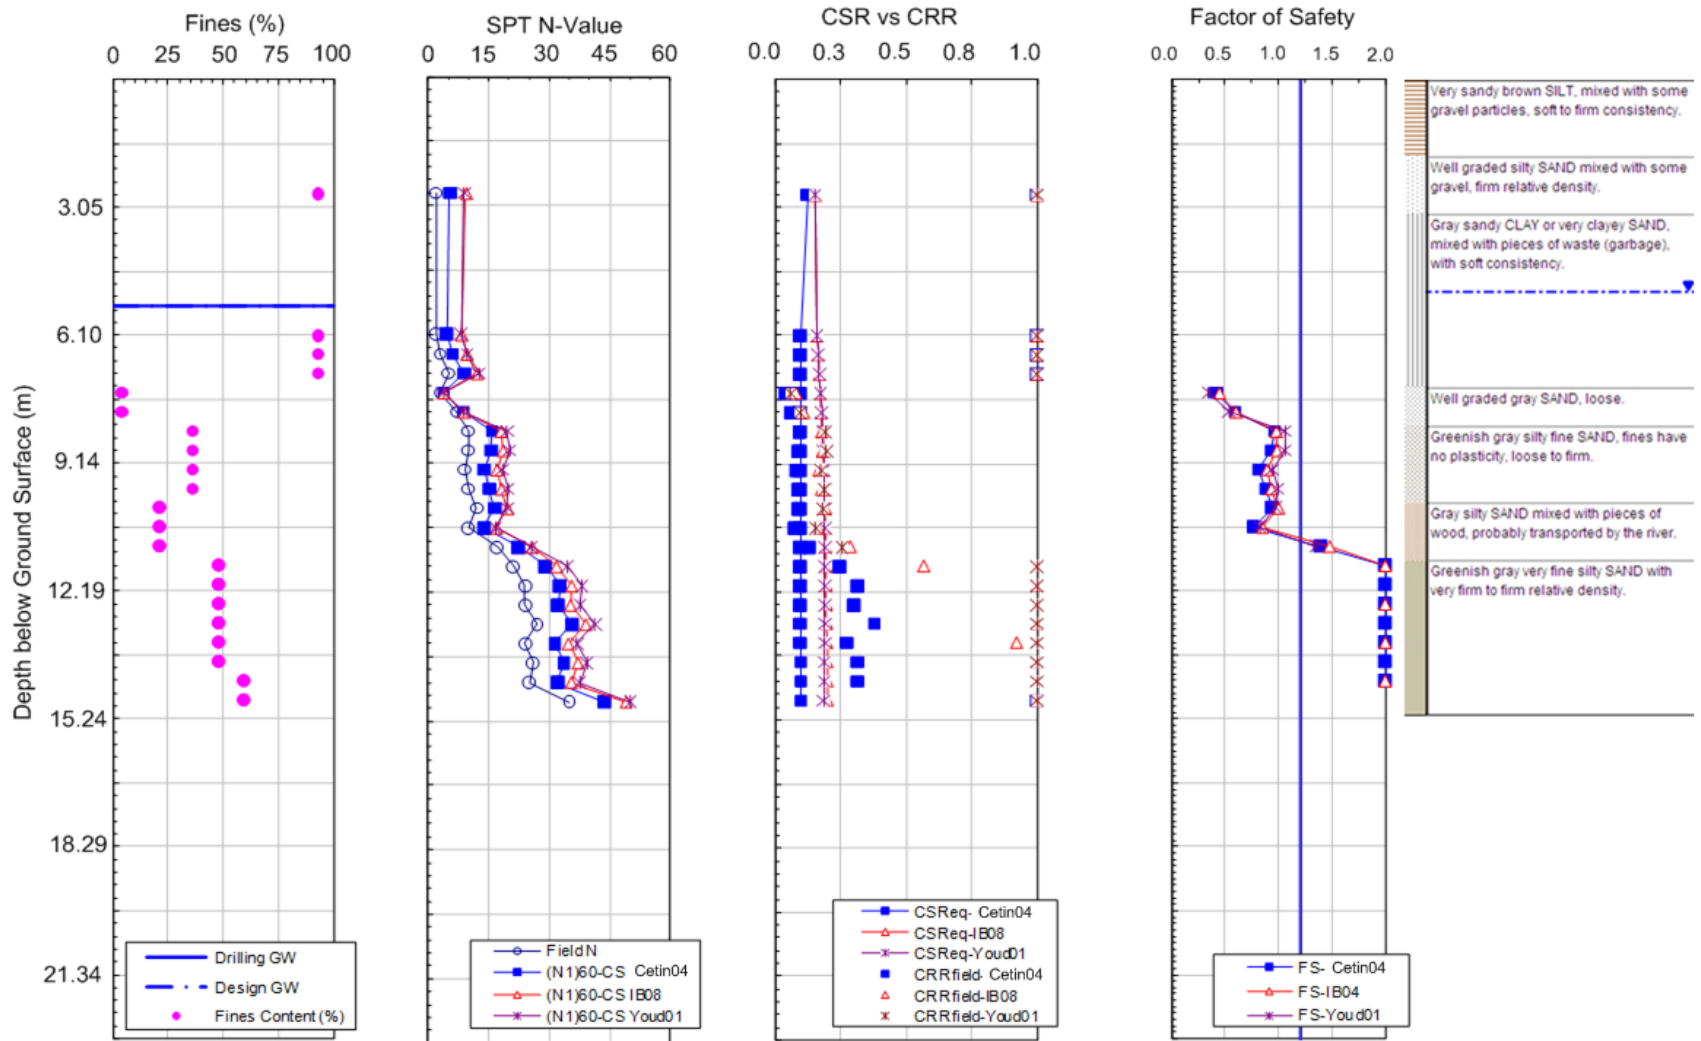 Fines (%)
0 25 50 75 100
SPT N-Value
0 15 30 45 60
CSR vs CRR
0.0 0.3 0.5 0.8 1.0
Factor of Safety
0.0 0.5 1.0 1.5 2.0
Depth below Ground Surface (m)
3.05
6.10
9.14
12.19
15.24
18.29
21.34
Drilling GW
Design GW
Fines Content (%)
Field N
(N1)60-CS Cetin04
(N1)60-CS IB08
(N1)60-CS Youd01
CSReq- Cetin04
CSReq-IB08
CSReq-Youd01
CRRfield- Cetin04
CRRfield-IB08
CRRfield-Youd01
FS- Cetin04
FS-IB04
FS-Youd01
Very sandy brown SILT, mixed with some
gravel particles, soft to firm consistency.
Well graded silty SAND mixed with some
gravel, firm relative density.
Gray sandy CLAY or very clayey SAND,
mixed with pieces of waste (garbage),
with soft consistency.
Well graded gray SAND, loose.
Greenish gray silty fine SAND, fines have
no plasticity, loose to firm.
Gray silty SAND mixed with pieces of
wood, probably transported by the river.
Greenish gray very fine silty SAND with
very firm to firm relative density.